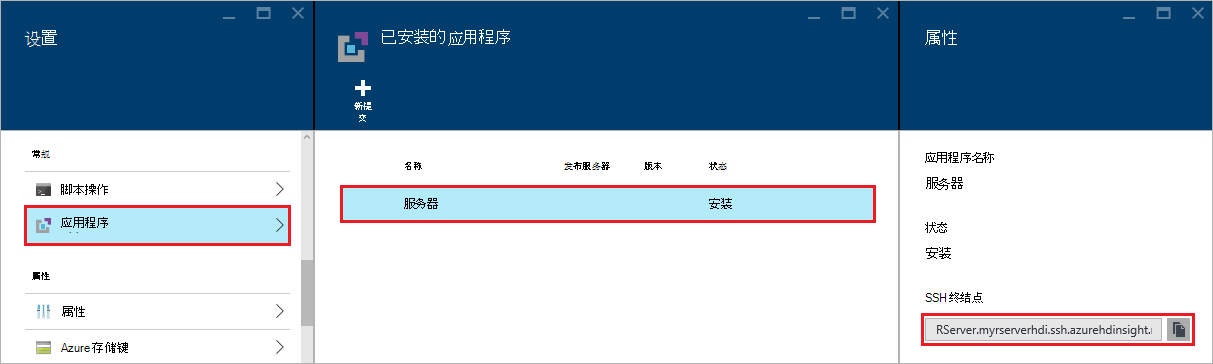 设置
常规
脚本操作
应用程序
属性
属性
Azure 存储键
已安装的应用程序
新提
交
名称 发布服务器 版本 状态
服务器 安装
属性
应用程序名称
服务器
状态
安装
SSH 终结点
RServer.myrserverhdi.ssh.azurehdinsight.